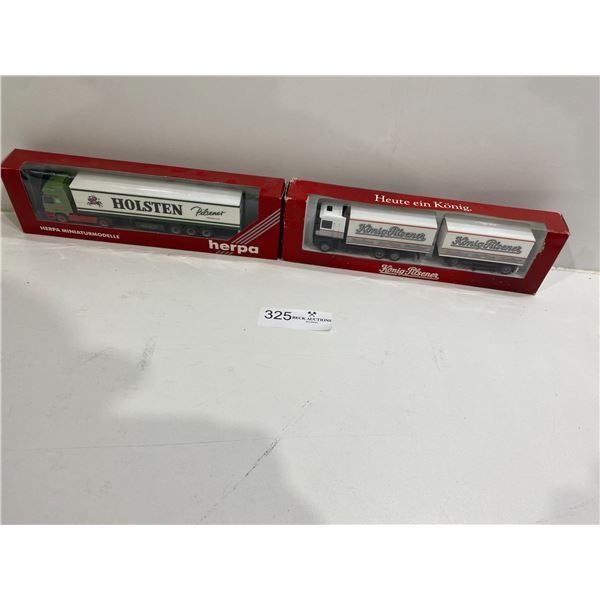 HOLSTEN Pilsener
HERPA MINIATURMODELLE
herpa
Heute ein König.
König-Pilsener
König-Pilsener
König-Pilsener
325
BECK AUCTIONS